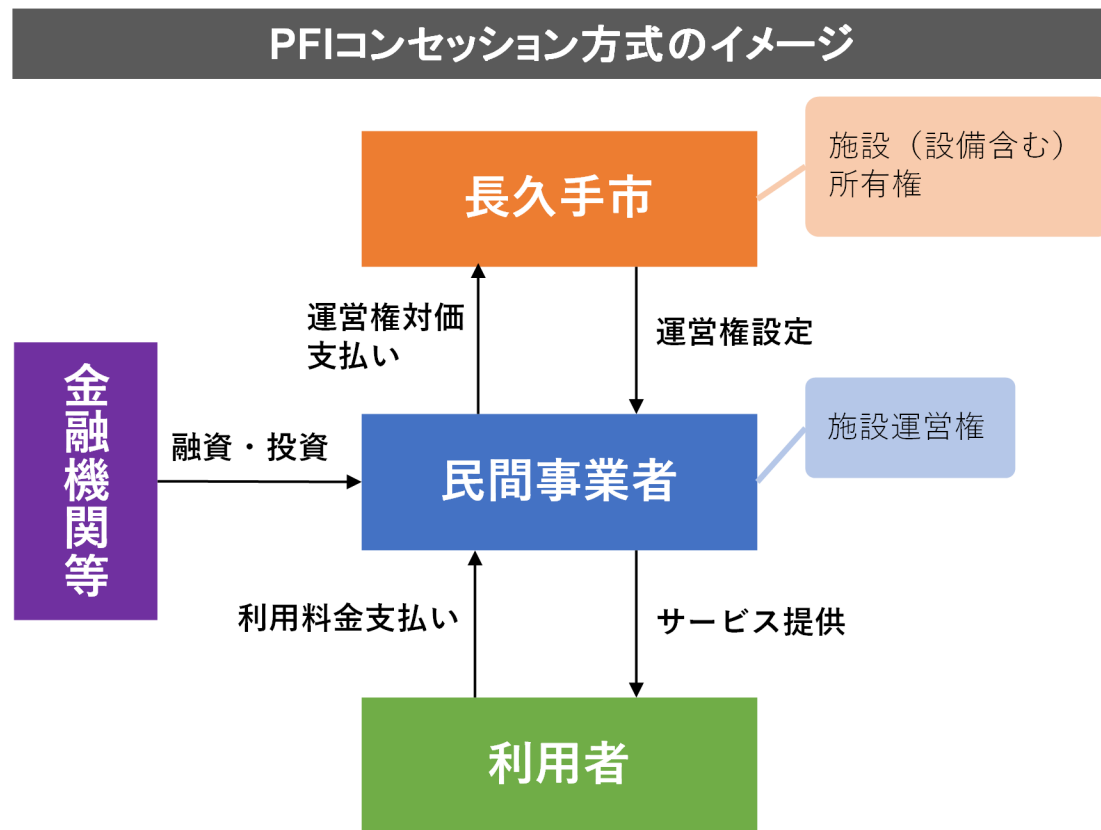 PFIコンセッション方式のイメージ
施設（設備含む）
所有権
長久手市
運営権対価
支払い
運営権設定
金融機関等
融資・投資
施設運営権
民間事業者
利用料金支払い
サービス提供
利用者